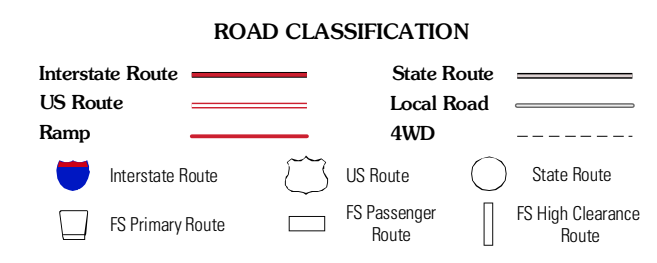 ROAD CLASSIFICATION
Interstate Route
State Route
US Route
Local Road
Ramp
4WD
Interstate Route
US Route
State Route
FS Primary Route
FS Passenger
Route
FS High Clearance
Route